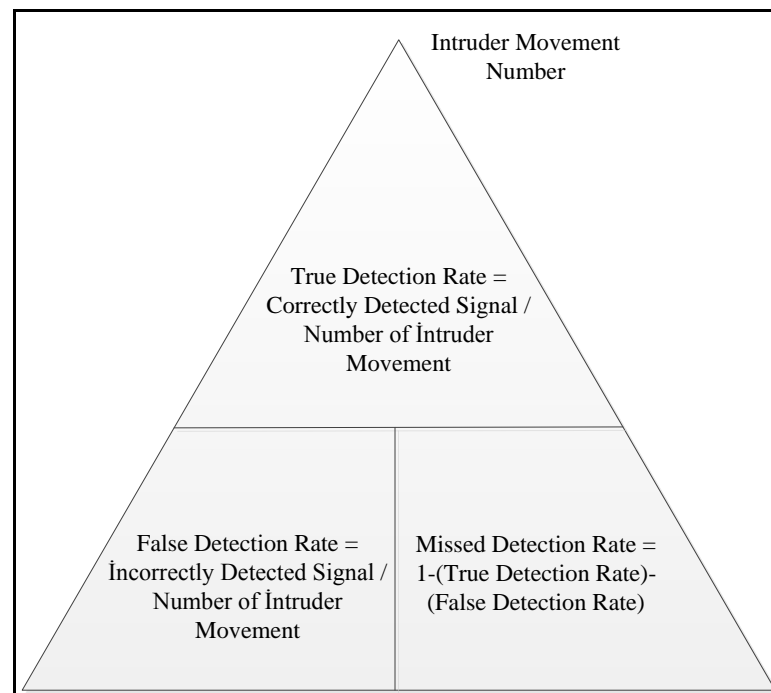 Intruder Movement
Number
True Detection Rate =
Correctly Detected Signal /
Number of İntruder
Movement
False Detection Rate =
İncorrectly Detected Signal /
Number of İntruder
Movement
Missed Detection Rate =
1-(True Detection Rate)-
(False Detection Rate)